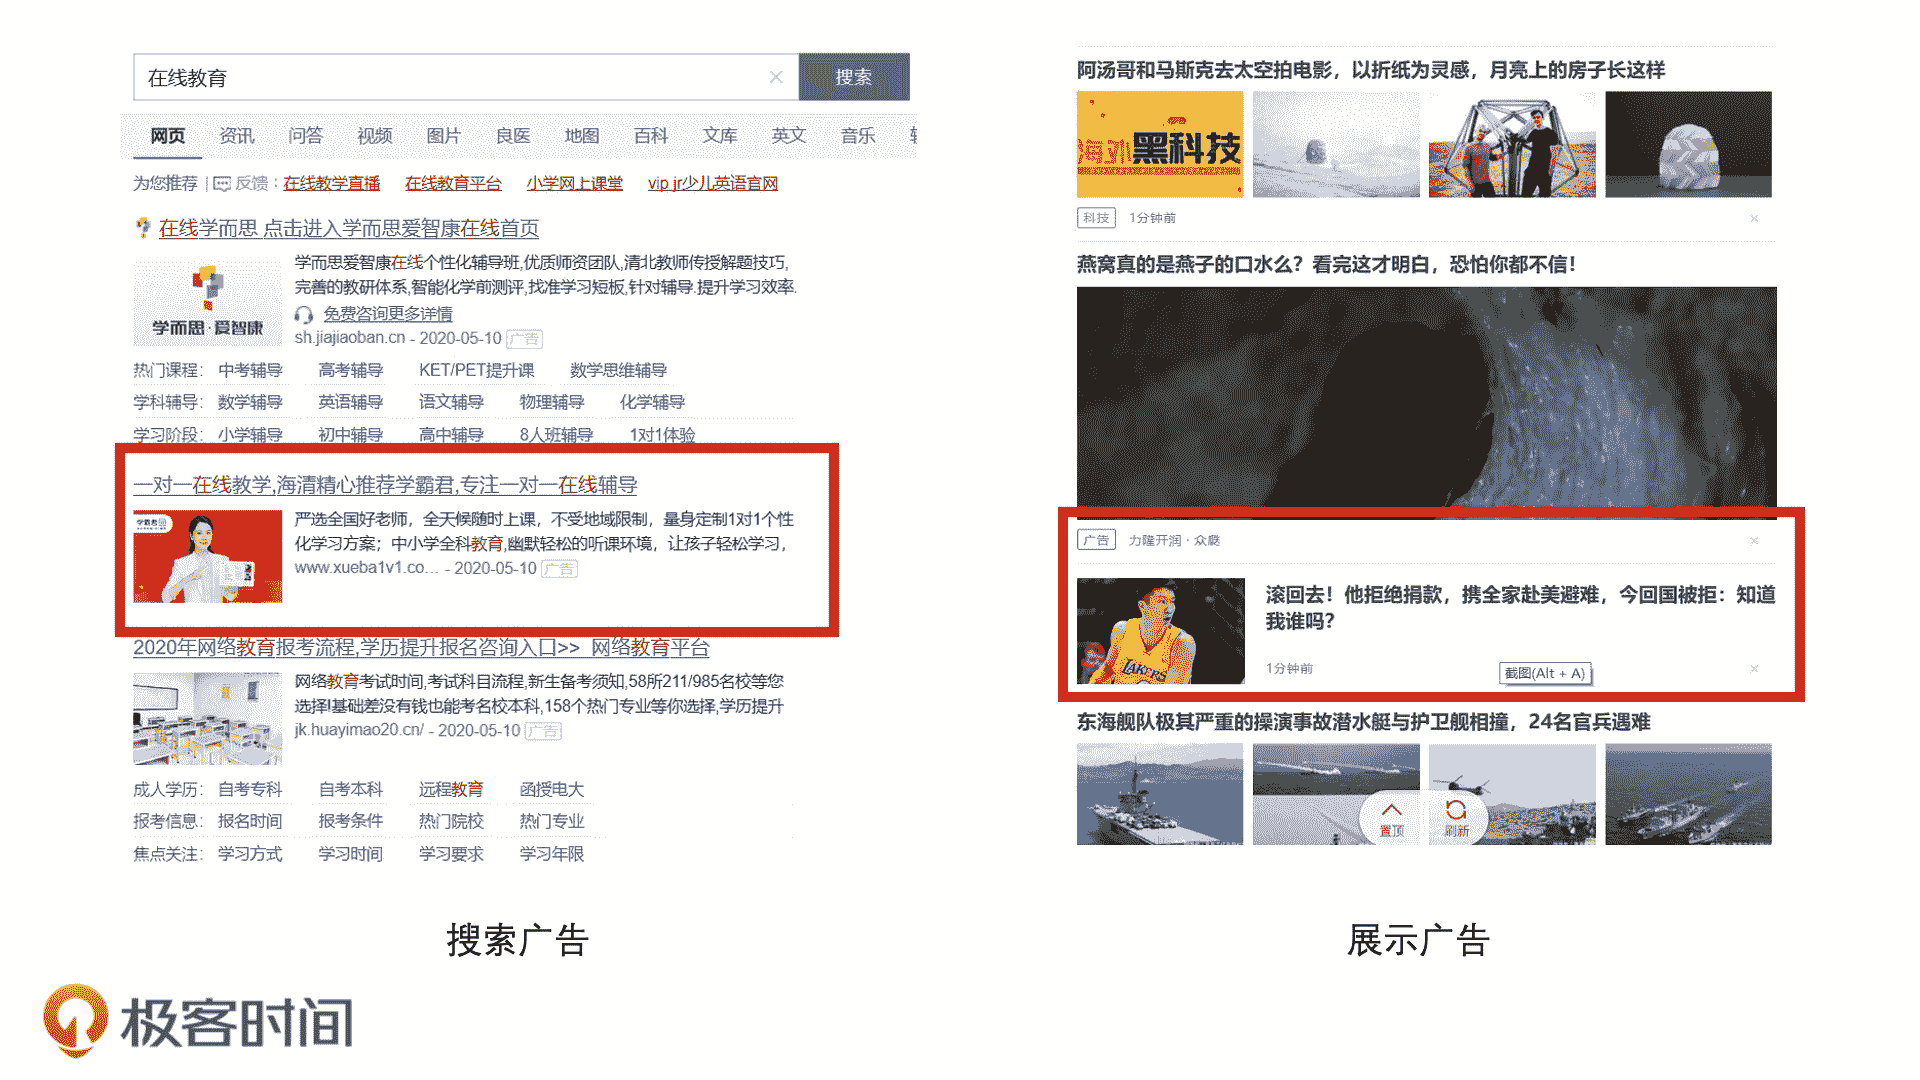 在线教育
搜索
网页 资讯 问答 视频 图片 良医 地图 百科 文库 英文 音乐
为您推荐 反馈: 在线教学直播 在线教育平台 小学网上课堂 vip jr少儿英语官网
在线学而思 点击进入学而思爱智康在线首页
学而思·爱智康
学而思爱智康在线个性化辅导班,优质师资团队,清北教师传授解题技巧,
完善的教研体系,智能化学前测评,找准学习短板,针对辅导.提升学习效率.
免费咨询更多详情
sh.jiajiaoban.cn - 2020-05-10 广告
热门课程: 中考辅导 高考辅导 KET/PET提升课 数学思维辅导
学科辅导: 数学辅导 英语辅导 语文辅导 物理辅导 化学辅导
学习阶段: 小学辅导 初中辅导 高中辅导 8人班辅导 1对1体验
一对一在线教学,海清精心推荐学霸君,专注一对一在线辅导
严选全国好老师，全天候随时上课，不受地域限制，量身定制1对1个性
化学习方案；中小学全科教育,幽默轻松的听课环境，让孩子轻松学习，
www.xueba1v1.co... - 2020-05-10 广告
2020年网络教育报考流程,学历提升报名咨询入口>> 网络教育平台
网络教育考试时间,考试科目流程,新生备考须知,58所211/985名校等您
选择!基础差没有钱也能考名校本科,158个热门专业等你选择,学历提升
jk.huayimao20.cn/ - 2020-05-10 广告
成人学历: 自考专科 自考本科 远程教育 函授电大
报考信息: 报名时间 报考条件 热门院校 热门专业
焦点关注: 学习方式 学习时间 学习要求 学习年限
搜索广告
阿汤哥和马斯克去太空拍电影，以折纸为灵感，月亮上的房子长这样
海外黑科技
科技 1分钟前
燕窝真的是燕子的口水么？看完这才明白，恐怕你都不信！
广告 力隆开润·众麽
滚回去！他拒绝捐款，携全家赴美避难，今回国被拒：知道
我谁吗？
LAKERS
1分钟前
截图(Alt + A)
东海舰队极其严重的操演事故潜水艇与护卫舰相撞，24名官兵遇难
置顶 刷新
展示广告
极客时间